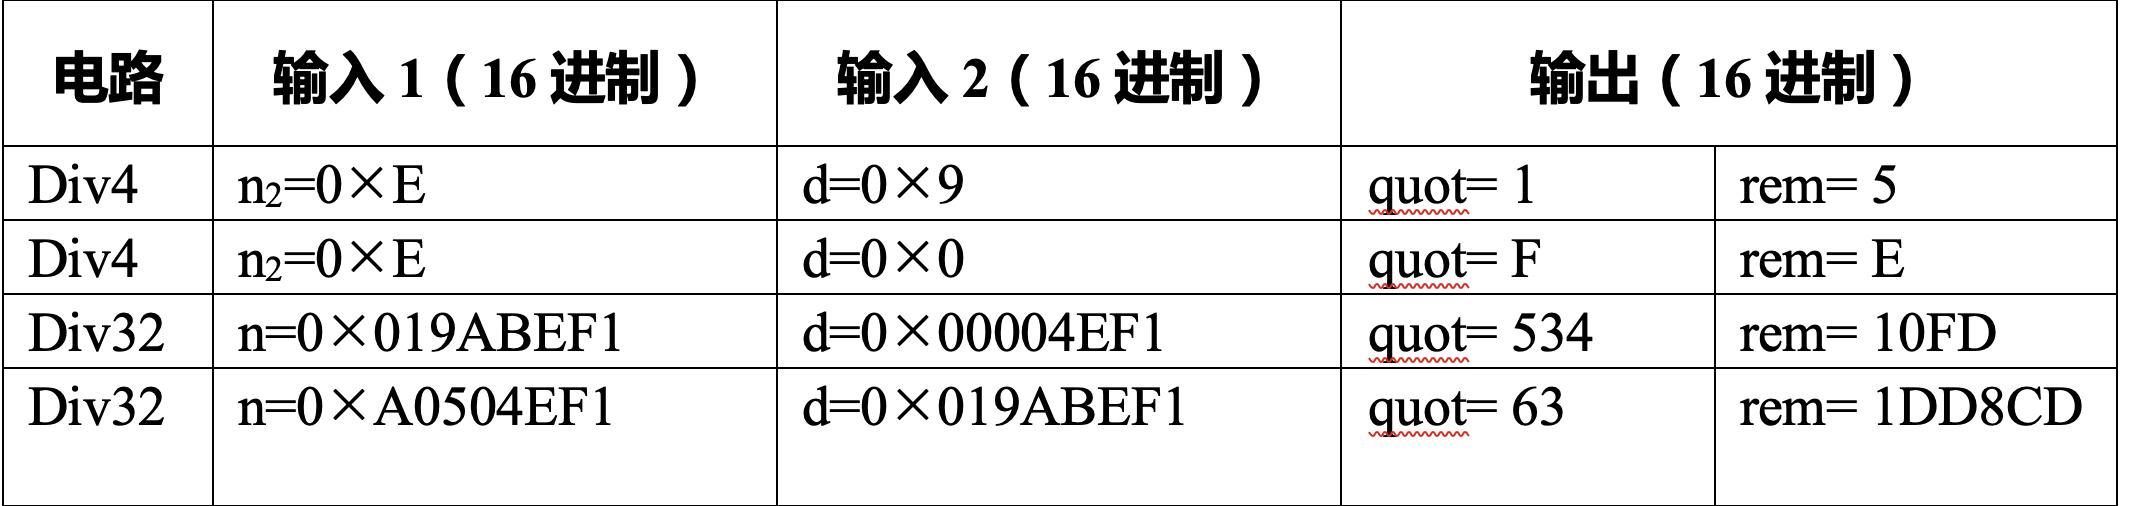 电路 输入 1（16 进制） 输入 2（16 进制） 输出（16 进制）
Div4 n₂=0×E d=0×9 quot= 1 rem= 5
Div4 n₂=0×E d=0×0 quot= F rem= E
Div32 n=0×019ABEF1 d=0×00004EF1 quot= 534 rem= 10FD
Div32 n=0×A0504EF1 d=0×019ABEF1 quot= 63 rem= 1DD8CD